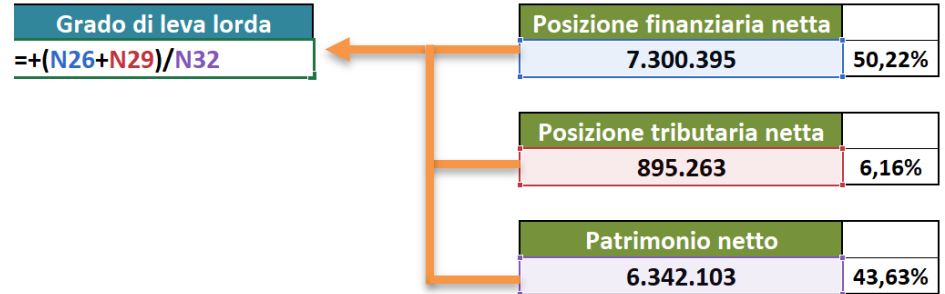 Grado di leva lorda
=+(N26+N29)/N32
Posizione finanziaria netta
7.300.395 50,22%
Posizione tributaria netta
895.263 6,16%
Patrimonio netto
6.342.103 43,63%